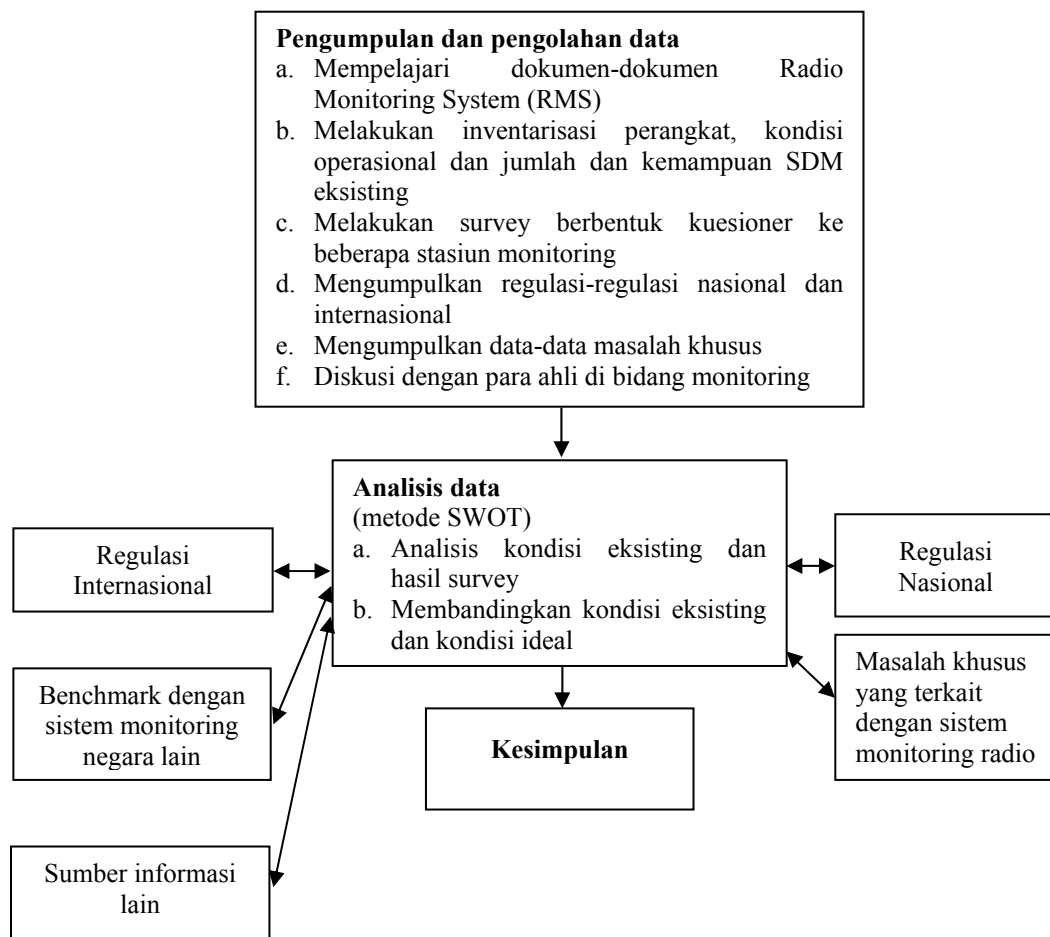 Pengumpulan dan pengolahan data
a. Mempelajari dokumen-dokumen Radio
Monitoring System (RMS)
b. Melakukan inventarisasi perangkat, kondisi
operasional dan jumlah dan kemampuan SDM
eksisting
c. Melakukan survey berbentuk kuesioner ke
beberapa stasiun monitoring
d. Mengumpulkan regulasi-regulasi nasional dan
internasional
e. Mengumpulkan data-data masalah khusus
f. Diskusi dengan para ahli di bidang monitoring
Analisis data
(metode SWOT)
a. Analisis kondisi eksisting dan
hasil survey
b. Membandingkan kondisi eksisting
dan kondisi ideal
Regulasi
Internasional
Regulasi
Nasional
Benchmark dengan
sistem monitoring
negara lain
Masalah khusus
yang terkait
dengan sistem
monitoring radio
Kesimpulan
Sumber informasi
lain